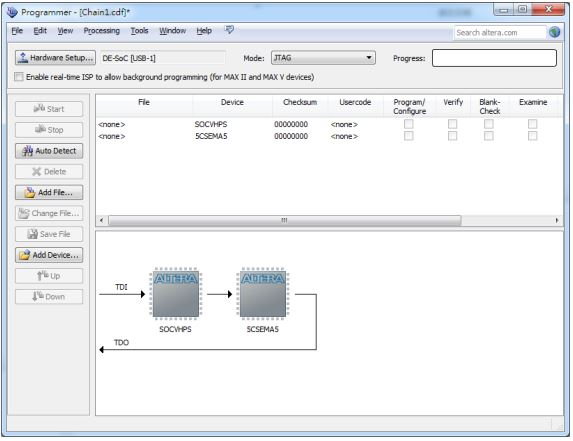 Programmer - [Chain1.cdf]*
File Edit View Processing Tools Window Help
Search altera.com
Hardware Setup... DE-SoC [USB-1] Mode: JTAG Progress:
Enable real-time ISP to allow background programming (for MAX II and MAX V devices)
Start
Stop
Auto Detect
Delete
Add File...
Change File...
Save File
Add Device...
Up
Down
File Device Checksum Usercode Program/ Configure Verify Blank- Check Examine
<none> SOCVHPS 00000000 <none>
<none> 5CSEMA5 00000000 <none>
TDI
ALTERA ALTERA
SOCVHPS 5CSEMA5
TDO